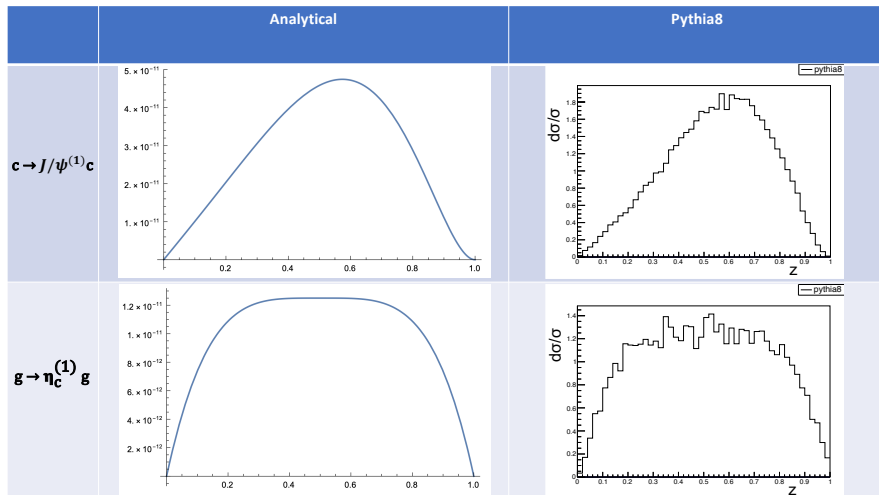 Analytical
Pythia8
c → J/ψ⁽¹⁾c
5. × 10⁻¹¹
4. × 10⁻¹¹
3. × 10⁻¹¹
2. × 10⁻¹¹
1. × 10⁻¹¹
0.2 0.4 0.6 0.8 1.0
pythia8
dσ/σ
1.8
1.6
1.4
1.2
1
0.8
0.6
0.4
0.2
0
0 0.1 0.2 0.3 0.4 0.5 0.6 0.7 0.8 0.9 1
z
g → η_c⁽¹⁾ g
1.2 × 10⁻¹¹
1. × 10⁻¹¹
8. × 10⁻¹²
6. × 10⁻¹²
4. × 10⁻¹²
2. × 10⁻¹²
0.2 0.4 0.6 0.8 1.0
pythia8
dσ/σ
1.4
1.2
1
0.8
0.6
0.4
0.2
0
0 0.1 0.2 0.3 0.4 0.5 0.6 0.7 0.8 0.9 1
z